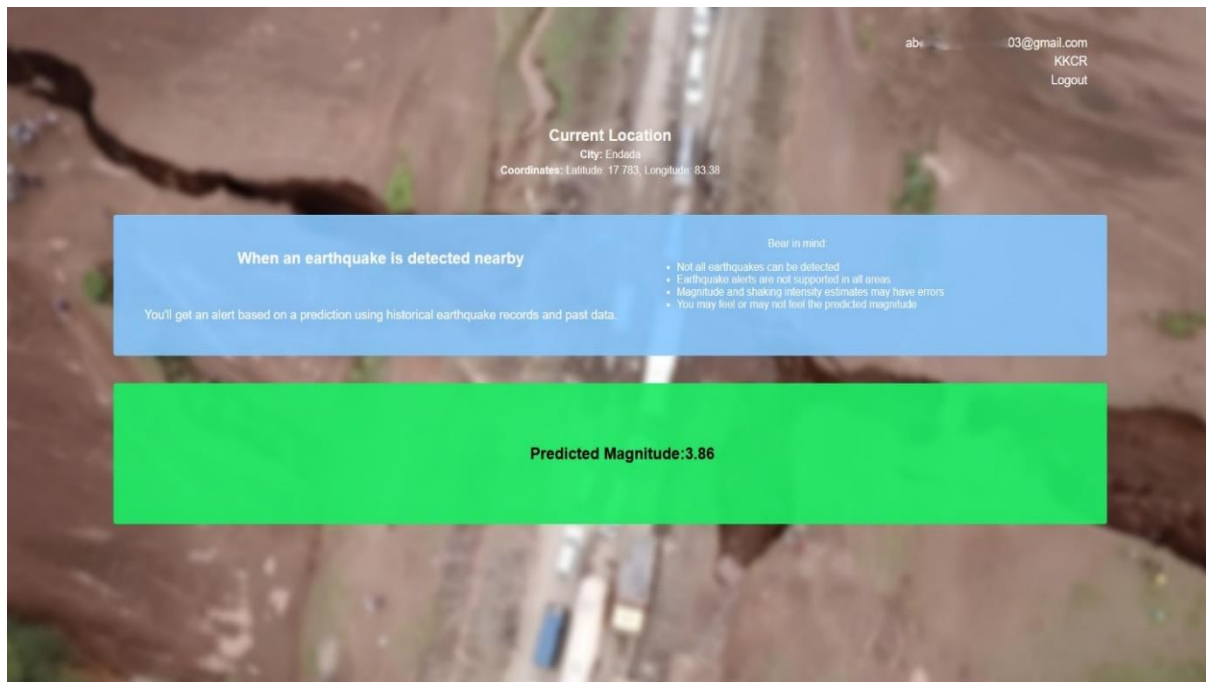 03@gmail.com
KKCR
Logout
Current Location
City: Endada
Coordinates: Latitude: 17.783, Longitude: 83.38
When an earthquake is detected nearby
You'll get an alert based on a prediction using historical earthquake records and past data.
Bear in mind:
• Not all earthquakes can be detected
• Earthquake alerts are not supported in all areas
• Magnitude and shaking intensity estimates may have errors
• You may feel or may not feel the predicted magnitude
Predicted Magnitude:3.86